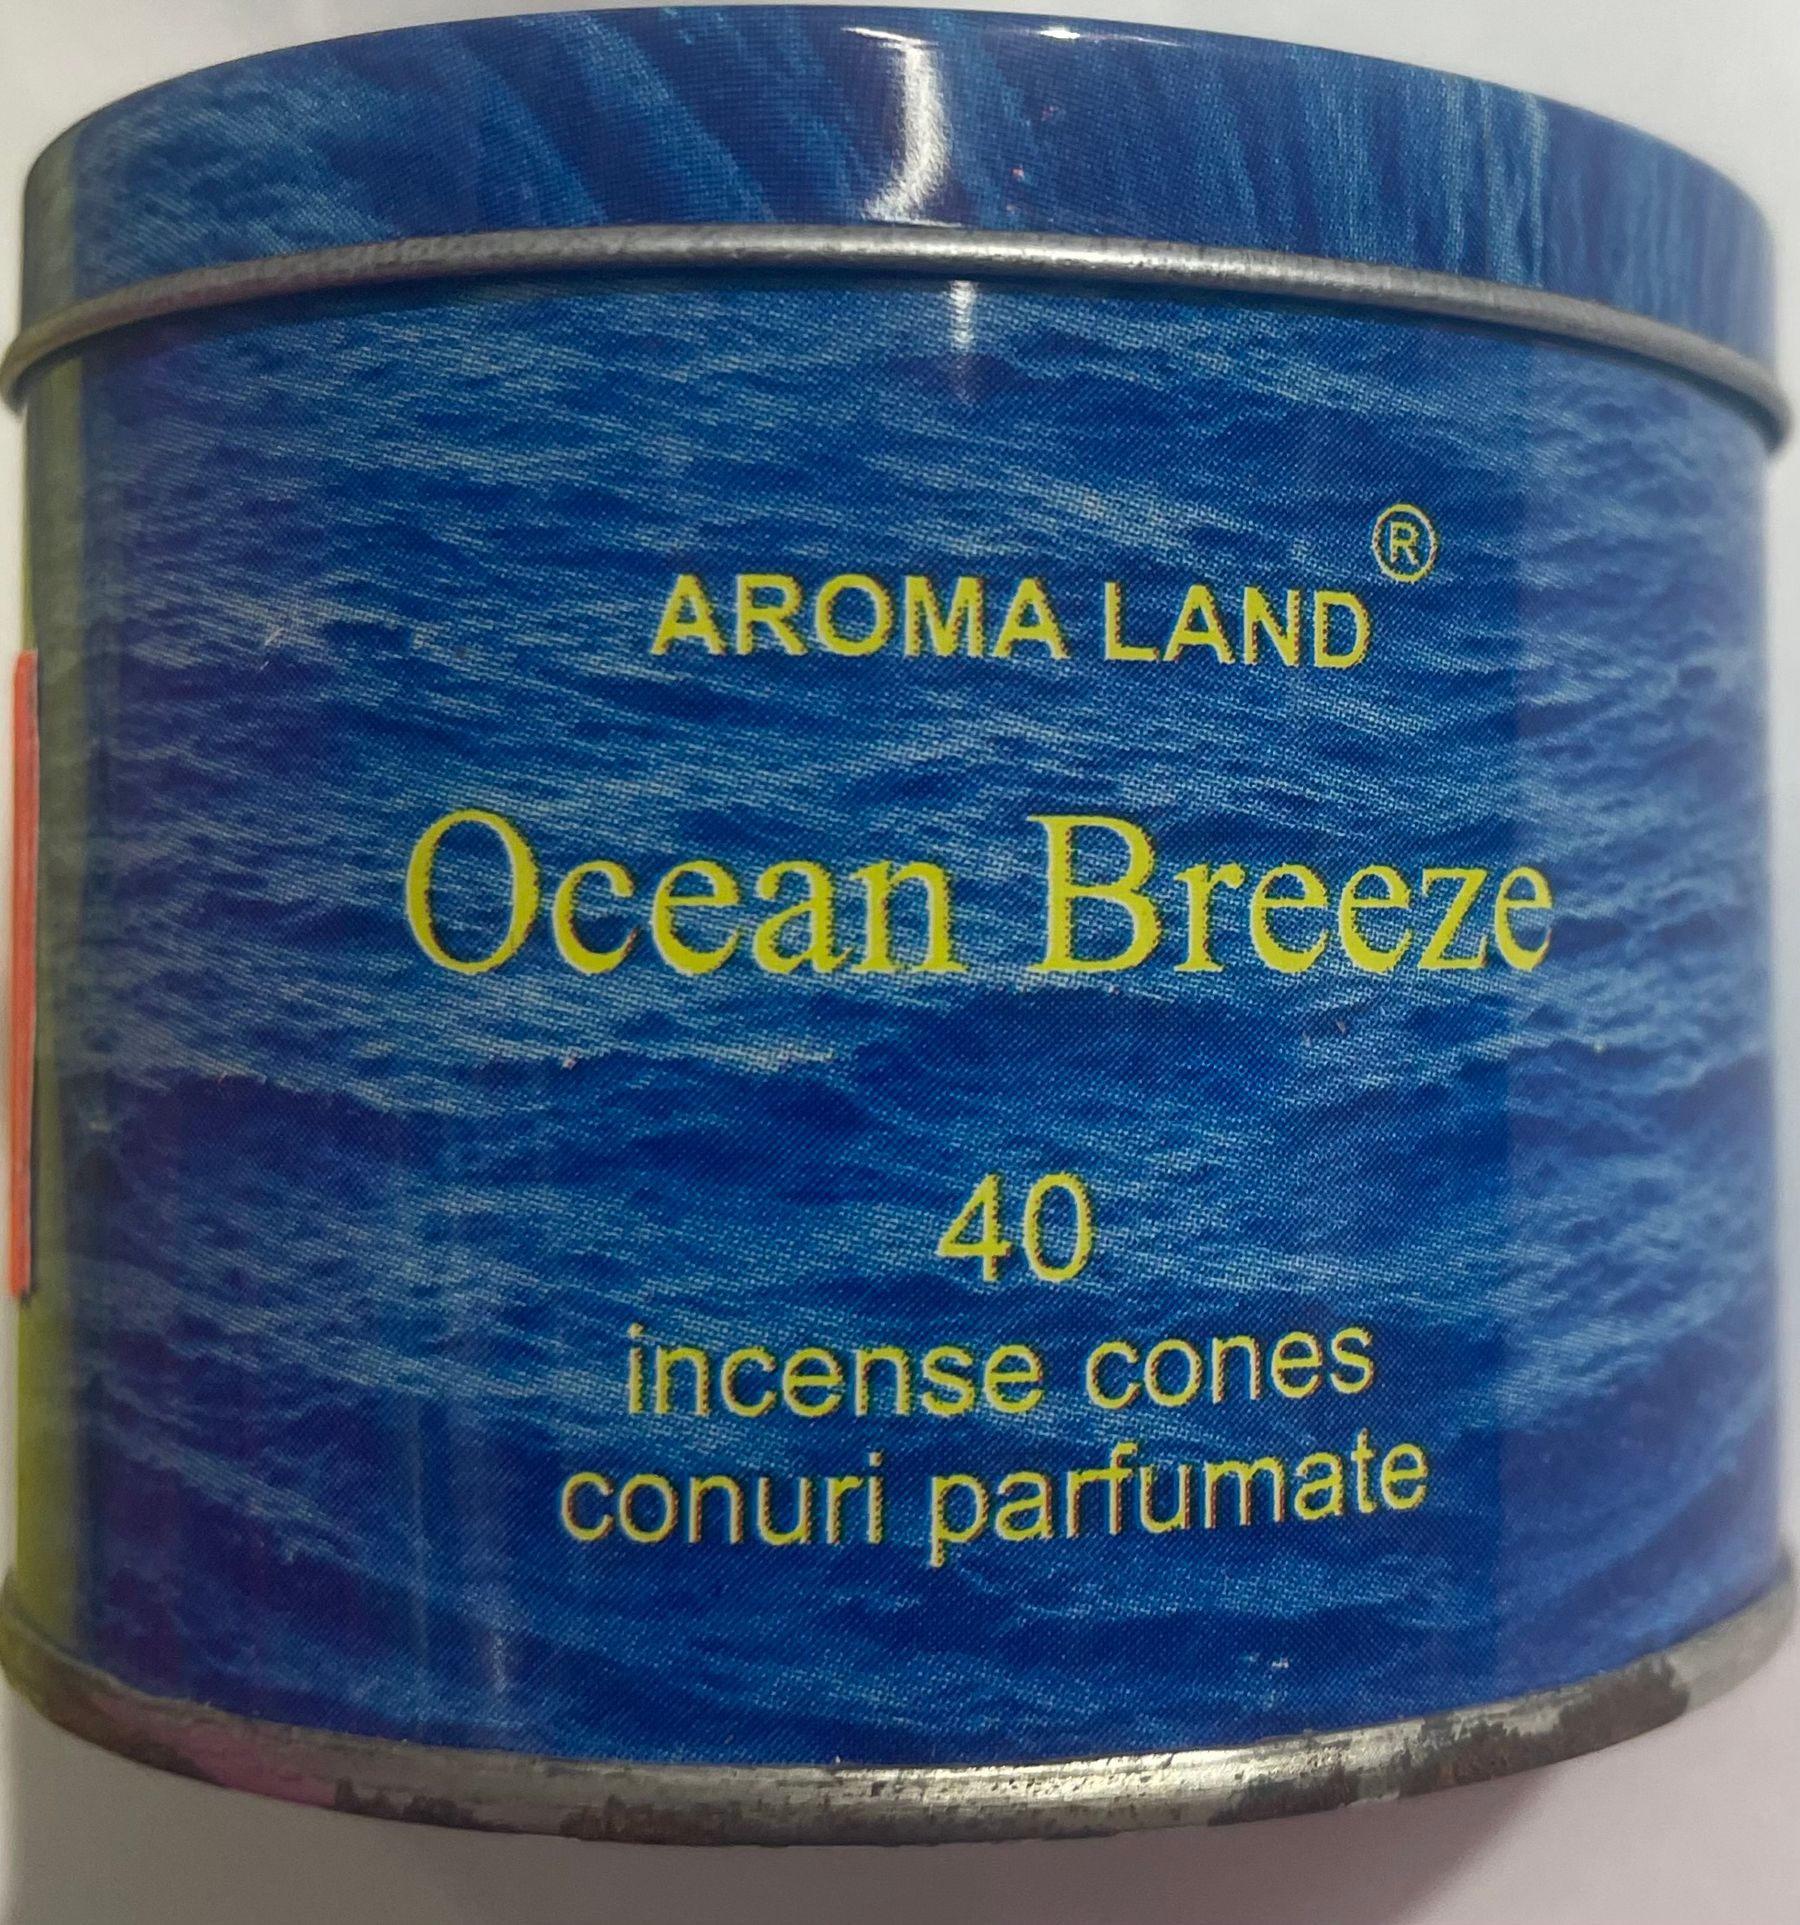 AROMA LAND®
Ocean Breeze
40
incense cones
conuri parfumate